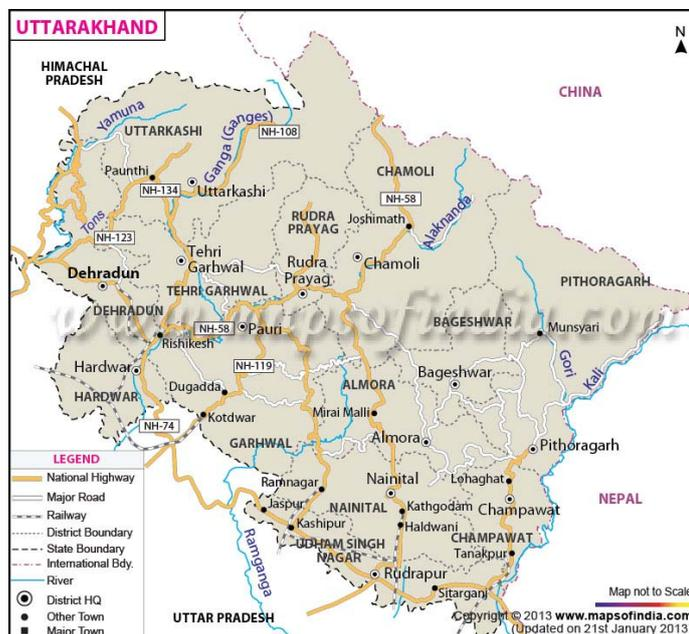 UTTARAKHAND
N
HIMACHAL
PRADESH
CHINA
Yamuna
UTTARKASHI
Ganga (Ganges)
NH-108
Paunthi
NH-134
Uttarkashi
CHAMOLI
NH-58
Tons
NH-123
RUDRA
PRAYAG
Joshimath
Alaknanda
Tehri
Garhwal
Rudra
Prayag
Chamoli
Dehradun
TEHRI GARHWAL
PITHORAGARH
DEHRADUN
www.mapsofindia.com
NH-58
Pauri
BAGESHWAR
Munsyari
Rishikesh
Gori
Kali
Hardwar
HARDWAR
NH-119
Dugadda
ALMORA
Bageshwar
Kotdwar
Mirai Malli
NH-74
GARHWAL
Almora
Pithoragarh
LEGEND
National Highway
Major Road
Railway
District Boundary
State Boundary
International Bdy.
River
District HQ
Other Town
Major Town
Ramnagar
Nainital
Lohaghat
Jaspur
NAINITAL
Kathgodam
Champawat
NEPAL
Kashipur
Haldwani
Ramganga
UDHAM SINGH
NAGAR
CHAMPAWAT
Tanakpur
Rudrapur
Sitarganj
UTTAR PRADESH
Map not to Scale
Copyright © 2013 www.mapsofindia.com
(Updated on 21st January 2013